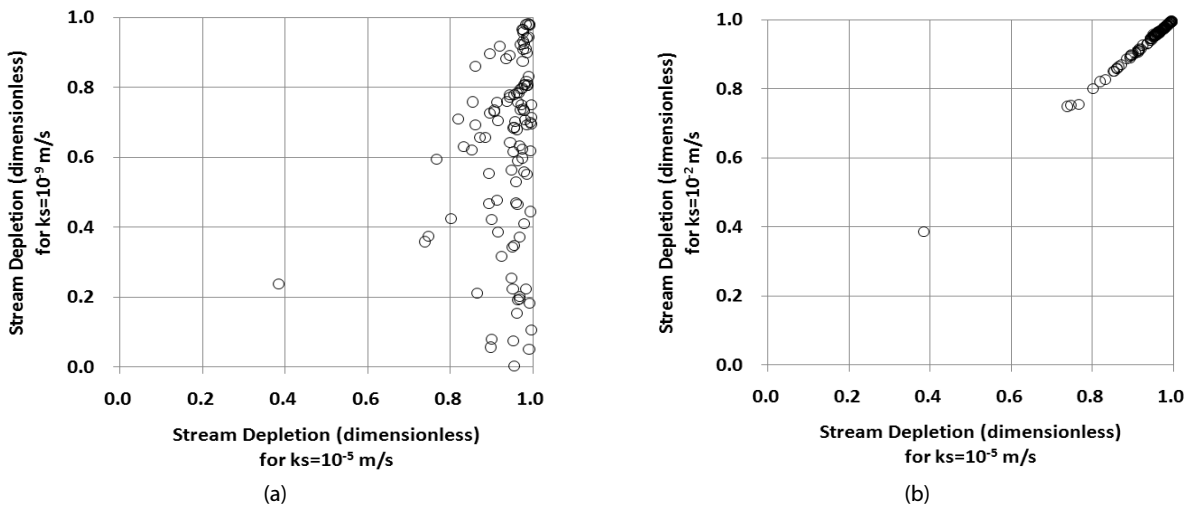 Stream Depletion (dimensionless)
for ks=10⁻⁹ m/s
1.0
0.8
0.6
0.4
0.2
0.0
0.0 0.2 0.4 0.6 0.8 1.0
Stream Depletion (dimensionless)
for ks=10⁻⁵ m/s
(a)
Stream Depletion (dimensionless)
for ks=10⁻² m/s
1.0
0.8
0.6
0.4
0.2
0.0
0.0 0.2 0.4 0.6 0.8 1.0
Stream Depletion (dimensionless)
for ks=10⁻⁵ m/s
(b)